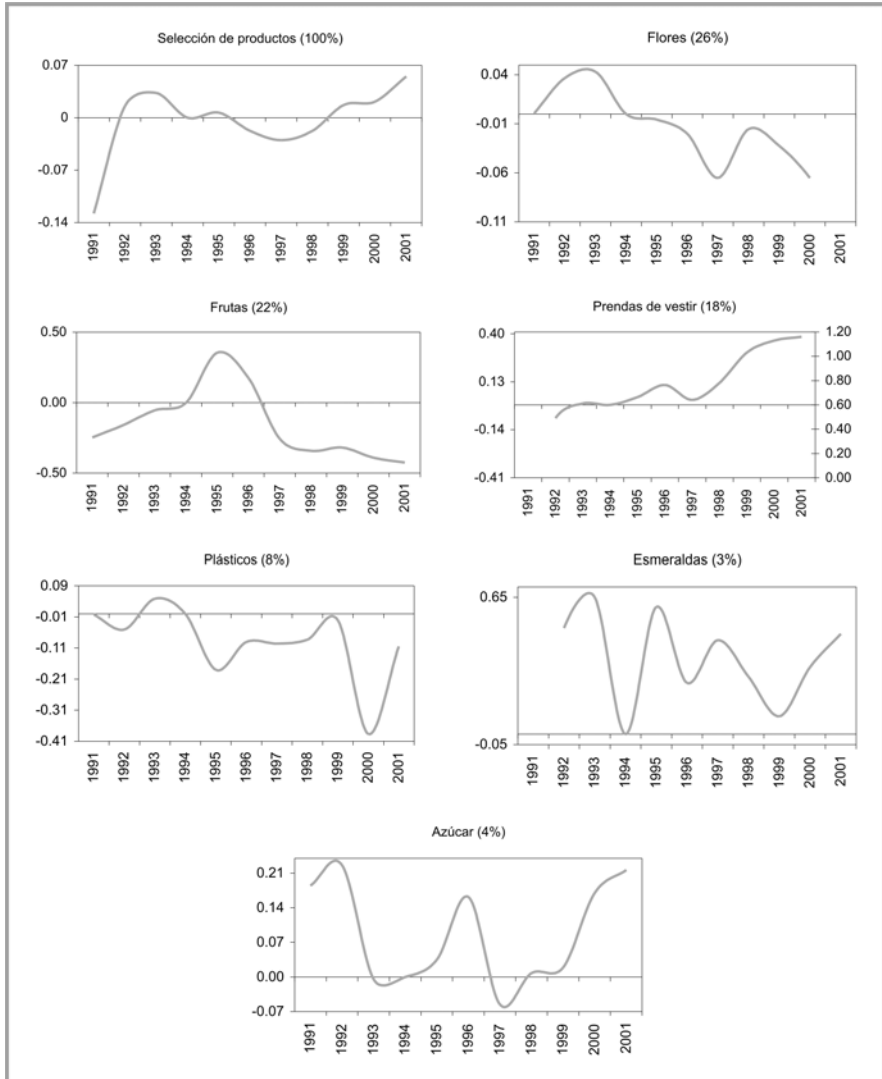 Selección de productos (100%)
0.07
0
-0.07
-0.14
1991 1992 1993 1994 1995 1996 1997 1998 1999 2000 2001
Flores (26%)
0.04
-0.01
-0.06
-0.11
1991 1992 1993 1994 1995 1996 1997 1998 1999 2000 2001
Frutas (22%)
0.50
0.00
-0.50
1991 1992 1993 1994 1995 1996 1997 1998 1999 2000 2001
Prendas de vestir (18%)
0.40
0.13
-0.14
-0.41
1.20
1.00
0.80
0.60
0.40
0.20
0.00
1991 1992 1993 1994 1995 1996 1997 1998 1999 2000 2001
Plásticos (8%)
0.09
-0.01
-0.11
-0.21
-0.31
-0.41
1991 1992 1993 1994 1995 1996 1997 1998 1999 2000 2001
Esmeraldas (3%)
0.65
-0.05
1991 1992 1993 1994 1995 1996 1997 1998 1999 2000 2001
Azúcar (4%)
0.21
0.14
0.07
0.00
-0.07
1991 1992 1993 1994 1995 1996 1997 1998 1999 2000 2001